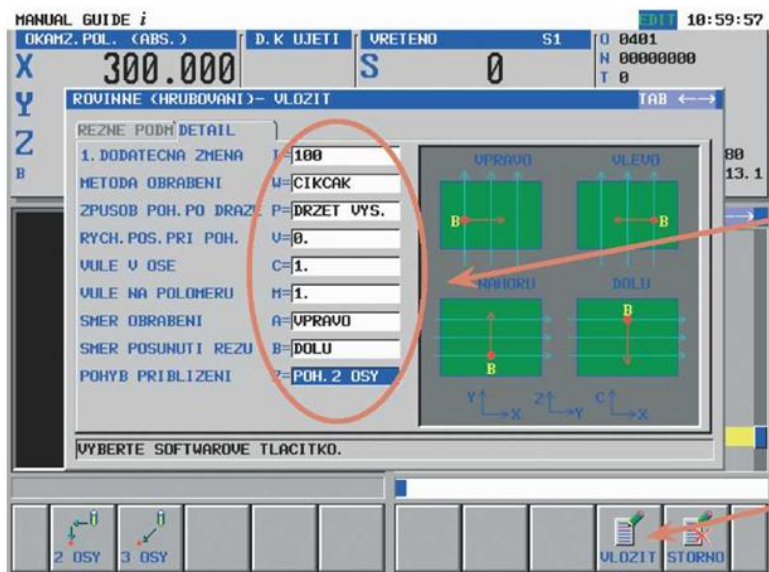 MANUAL GUIDE i EDIT 10:59:57
OKAMZ.POL. (ABS.) D.K UJETI VRETENO S1 O 0401
N 00000000
X 300.000 S 0 T 0
Y
ROVINNE (HRUBOVANI)- VLOZIT TAB ←→
REZNE PODM DETAIL
Z
B
1.DODATECNA ZMENA =100
METODA OBRABENI W=CIKCAK
ZPUSOB POH.PO DRAZE P=DRZET VYS.
RYCH.POS.PRI POH. V=0.
VULE V OSE C=1.
VULE NA POLOMERU M=1.
SMER OBRABENI A=VPRAVO
SMER POSUNUTI REZU B=DOLU
POHYB PRIBLIZENI Z=POH.2 OSY
VPRAVO VLEVO
B B
NAHORU DOLU
B
B
Y Z C
X Y X
80
13.1
VYBERTE SOFTWAROVE TLACITKO.
2 OSY 3 OSY VLOZIT STORNO